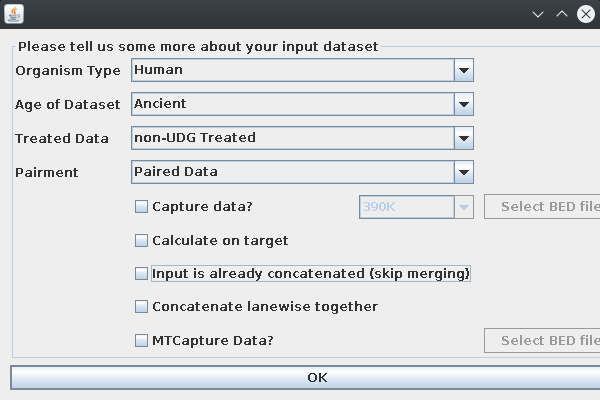 Please tell us some more about your input dataset
Organism Type Human
Age of Dataset Ancient
Treated Data non-UDG Treated
Pairment Paired Data
Capture data? 390K Select BED file
Calculate on target
Input is already concatenated (skip merging)
Concatenate lanewise together
MTCapture Data? Select BED file
OK